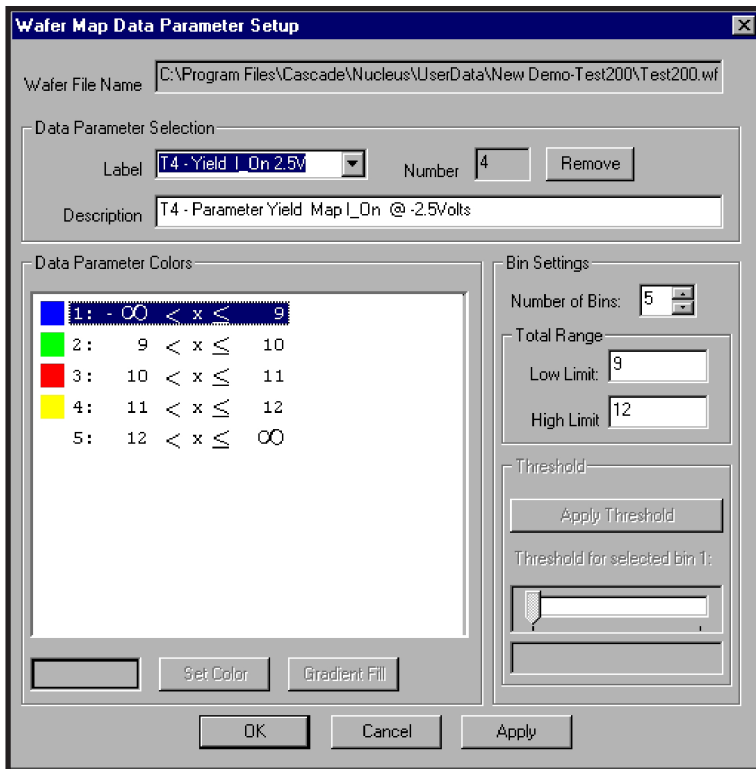 Wafer Map Data Parameter Setup
Wafer File Name C:\Program Files\Cascade\Nucleus\UserData\New Demo-Test200\Test200.wf
Data Parameter Selection
Label T4 - Yield I_On 2.5V Number 4 Remove
Description T4 - Parameter Yield Map I_On @ -2.5Volts
Data Parameter Colors
1: - ∞ < x ≤ 9
2: 9 < x ≤ 10
3: 10 < x ≤ 11
4: 11 < x ≤ 12
5: 12 < x ≤ ∞
Set Color Gradient Fill
Bin Settings
Number of Bins: 5
Total Range
Low Limit: 9
High Limit 12
Threshold
Apply Threshold
Threshold for selected bin 1:
OK Cancel Apply